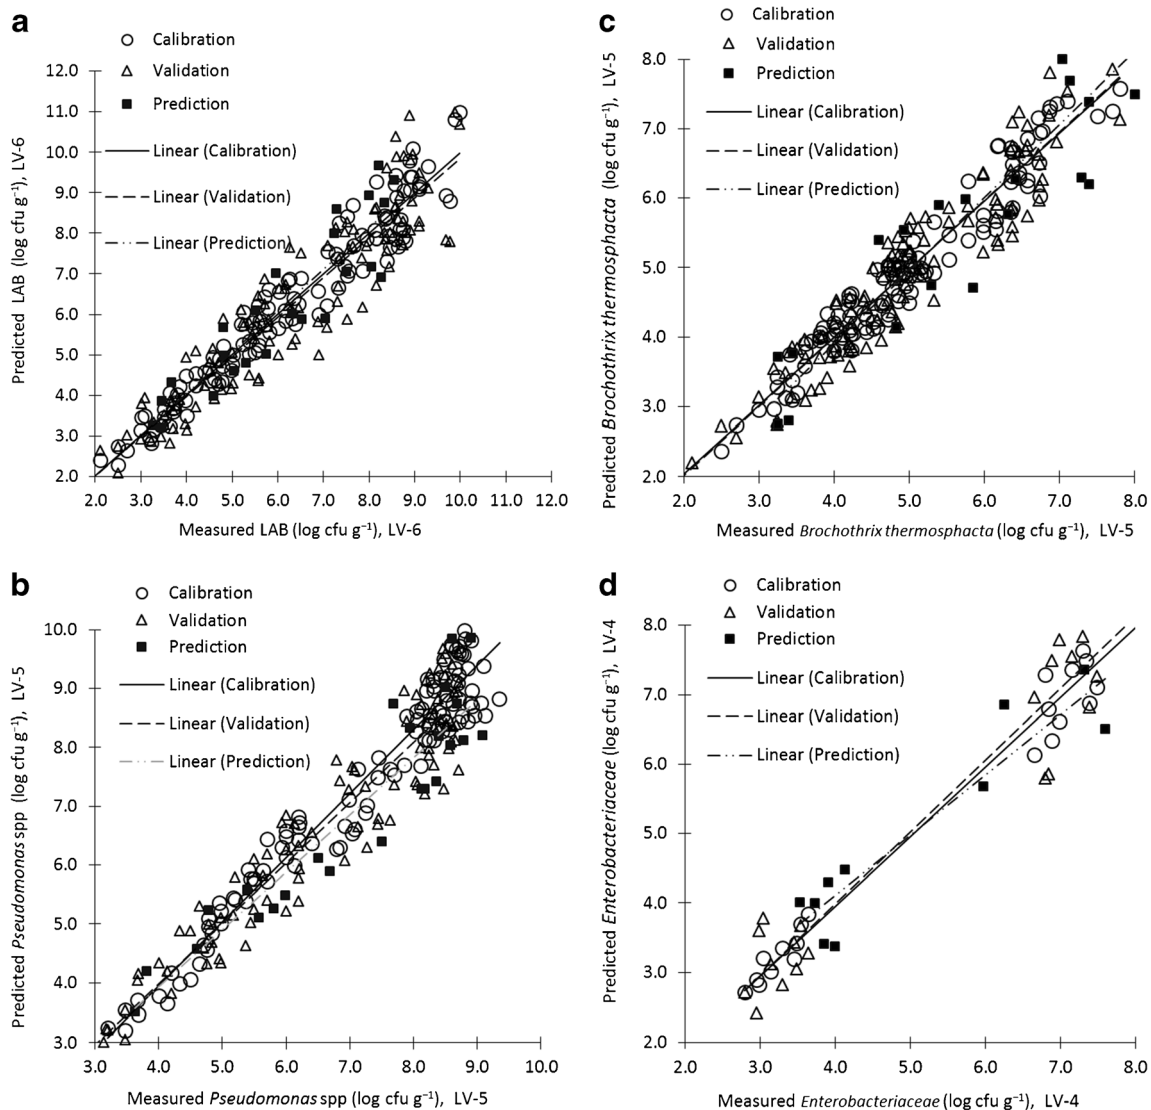 a
Calibration
Validation
Prediction
Linear (Calibration)
Linear (Validation)
Linear (Prediction)
12.0
11.0
10.0
9.0
8.0
7.0
6.0
5.0
4.0
3.0
2.0
2.0 3.0 4.0 5.0 6.0 7.0 8.0 9.0 10.0 11.0 12.0
Predicted LAB (log cfu g⁻¹), LV-6
Measured LAB (log cfu g⁻¹), LV-6
c
Calibration
Validation
Prediction
Linear (Calibration)
Linear (Validation)
Linear (Prediction)
8.0
7.0
6.0
5.0
4.0
3.0
2.0
2.0 3.0 4.0 5.0 6.0 7.0 8.0
Predicted Brochothrix thermosphacta (log cfu g⁻¹), LV-5
Measured Brochothrix thermosphacta (log cfu g⁻¹), LV-5
b
Calibration
Validation
Prediction
Linear (Calibration)
Linear (Validation)
Linear (Prediction)
10.0
9.0
8.0
7.0
6.0
5.0
4.0
3.0
3.0 4.0 5.0 6.0 7.0 8.0 9.0 10.0
Predicted Pseudomonas spp (log cfu g⁻¹), LV-5
Measured Pseudomonas spp (log cfu g⁻¹), LV-5
d
Calibration
Validation
Prediction
Linear (Calibration)
Linear (Validation)
Linear (Prediction)
8.0
7.0
6.0
5.0
4.0
3.0
2.0
2.0 3.0 4.0 5.0 6.0 7.0 8.0
Predicted Enterobacteriaceae (log cfu g⁻¹), LV-4
Measured Enterobacteriaceae (log cfu g⁻¹), LV-4